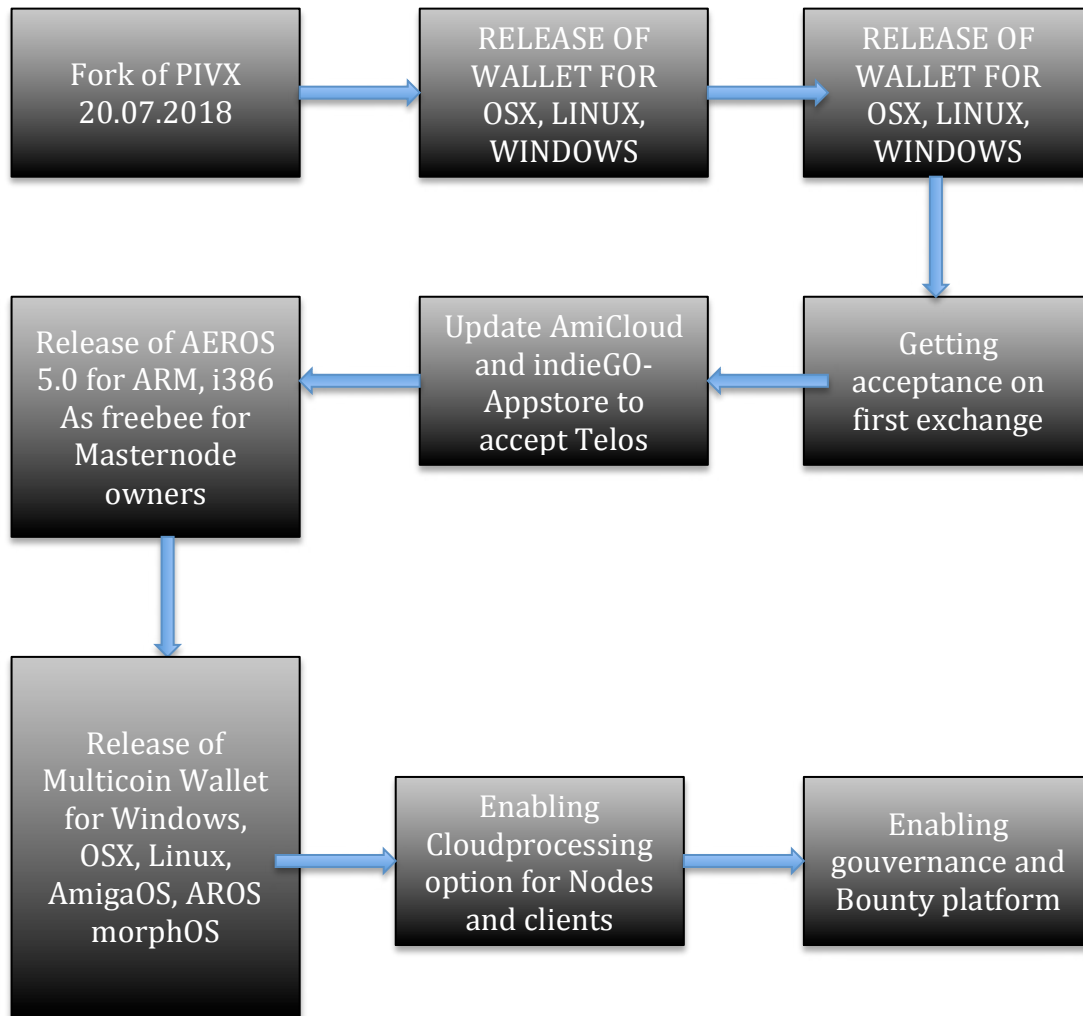 Fork of PIVX
20.07.2018
RELEASE OF
WALLET FOR
OSX, LINUX,
WINDOWS
RELEASE OF
WALLET FOR
OSX, LINUX,
WINDOWS
Getting
acceptance on
first exchange
Update AmiCloud
and indieGO-
Appstore to
accept Telos
Release of AEROS
5.0 for ARM, i386
As freebee for
Masternode
owners
Release of
Multicoin Wallet
for Windows,
OSX, Linux,
AmigaOS, AROS
morphOS
Enabling
Cloudprocessing
option for Nodes
and clients
Enabling
gouvernance and
Bounty platform